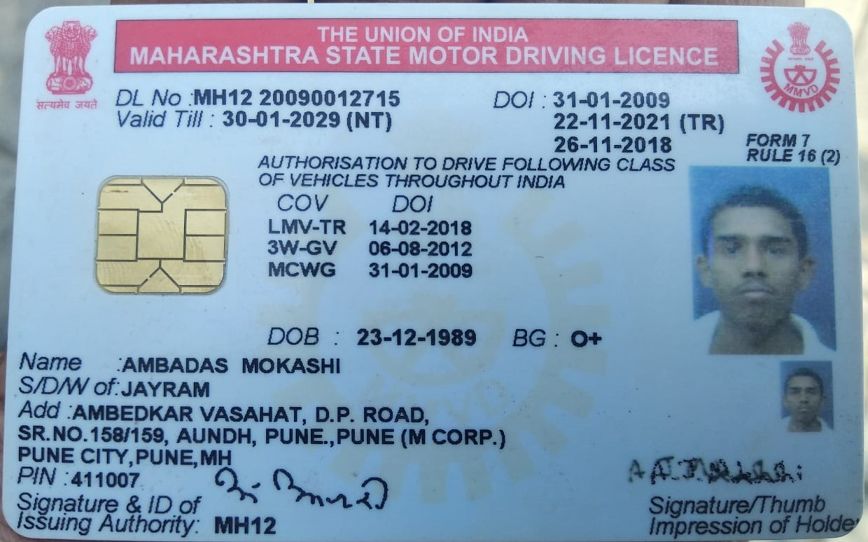 THE UNION OF INDIA
MAHARASHTRA STATE MOTOR DRIVING LICENCE
सत्यमेव जयते
MMVD
DL No : MH12 20090012715 DOI : 31-01-2009
Valid Till : 30-01-2029 (NT) 22-11-2021 (TR)
26-11-2018
FORM 7
RULE 16 (2)
AUTHORISATION TO DRIVE FOLLOWING CLASS
OF VEHICLES THROUGHOUT INDIA
COV DOI
LMV-TR 14-02-2018
3W-GV 06-08-2012
MCWG 31-01-2009
DOB : 23-12-1989 BG : O+
Name : AMBADAS MOKASHI
S/D/W of : JAYRAM
Add : AMBEDKAR VASAHAT, D.P. ROAD,
SR.NO.158/159, AUNDH, PUNE.,PUNE (M CORP.)
PUNE CITY,PUNE,MH
PIN : 411007
Signature & ID of
Issuing Authority: MH12
Signature/Thumb
Impression of Holder